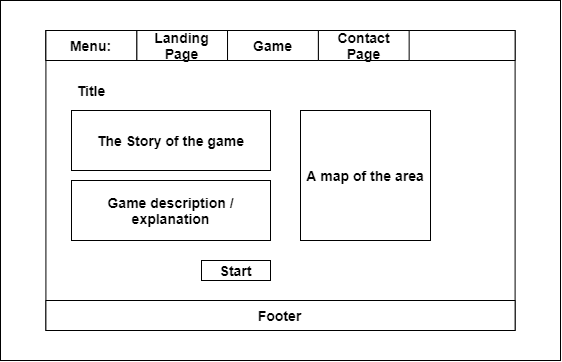 Menu:
Landing
Page
Game
Contact
Page
Title
The Story of the game
Game description /
explanation
A map of the area
Start
Footer